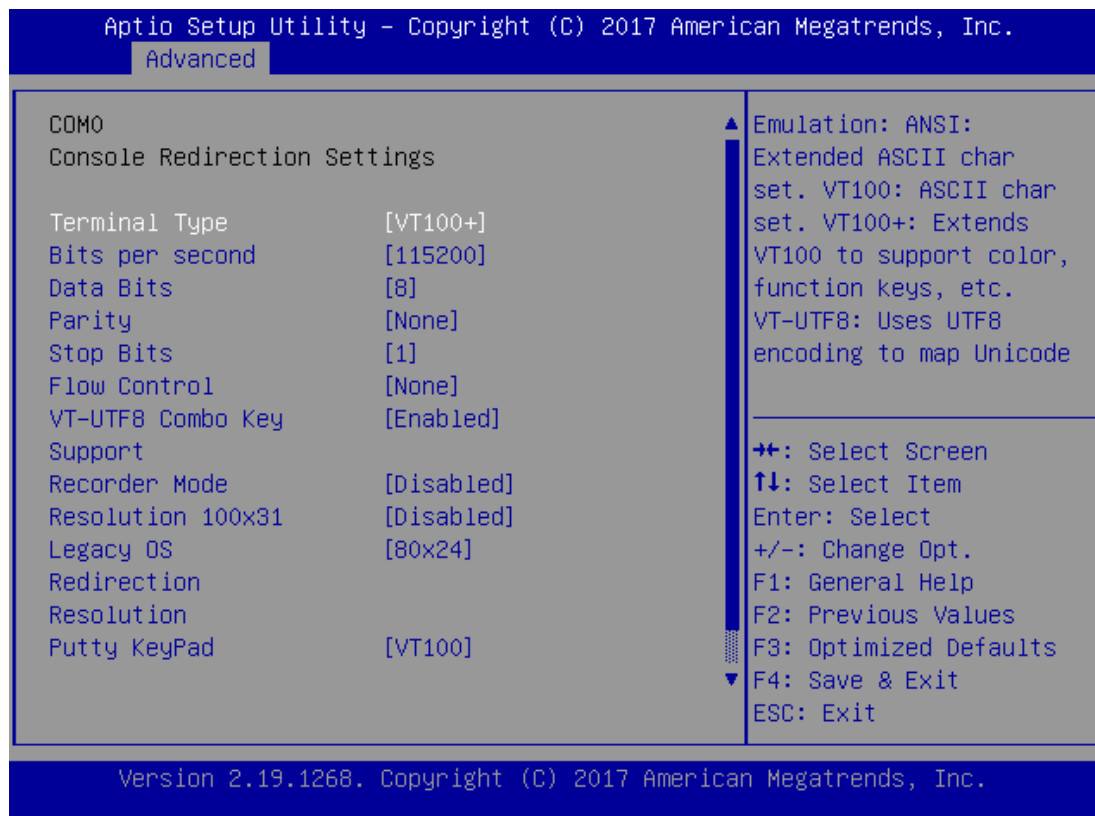 Aptio Setup Utility – Copyright (C) 2017 American Megatrends, Inc.
Advanced
COM0
Console Redirection Settings
Terminal Type [VT100+]
Bits per second [115200]
Data Bits [8]
Parity [None]
Stop Bits [1]
Flow Control [None]
VT-UTF8 Combo Key [Enabled]
Support
Recorder Mode [Disabled]
Resolution 100x31 [Disabled]
Legacy OS [80x24]
Redirection
Resolution
Putty KeyPad [VT100]
Emulation: ANSI:
Extended ASCII char
set. VT100: ASCII char
set. VT100+: Extends
VT100 to support color,
function keys, etc.
VT-UTF8: Uses UTF8
encoding to map Unicode
→←: Select Screen
↑↓: Select Item
Enter: Select
+/-: Change Opt.
F1: General Help
F2: Previous Values
F3: Optimized Defaults
F4: Save & Exit
ESC: Exit
Version 2.19.1268. Copyright (C) 2017 American Megatrends, Inc.